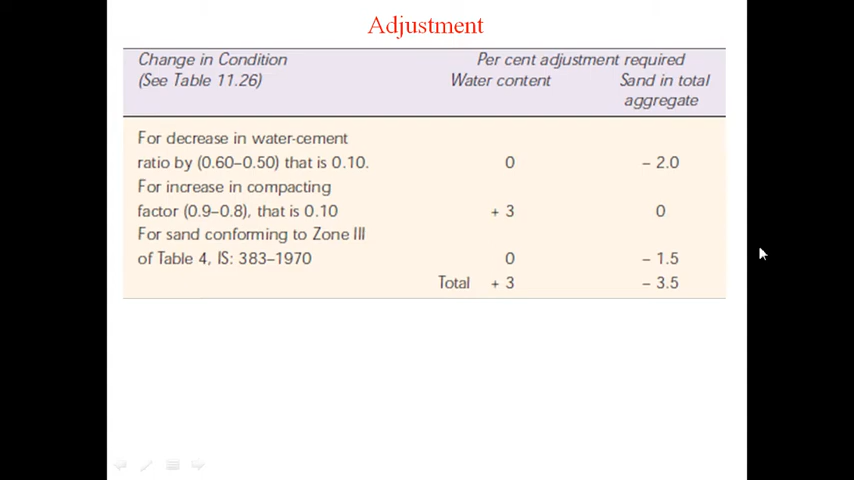 Adjustment
Change in Condition Per cent adjustment required
(See Table 11.26) Water content Sand in total
aggregate
For decrease in water-cement
ratio by (0.60–0.50) that is 0.10. 0 – 2.0
For increase in compacting
factor (0.9–0.8), that is 0.10 + 3 0
For sand conforming to Zone III
of Table 4, IS: 383–1970 0 – 1.5
Total + 3 – 3.5